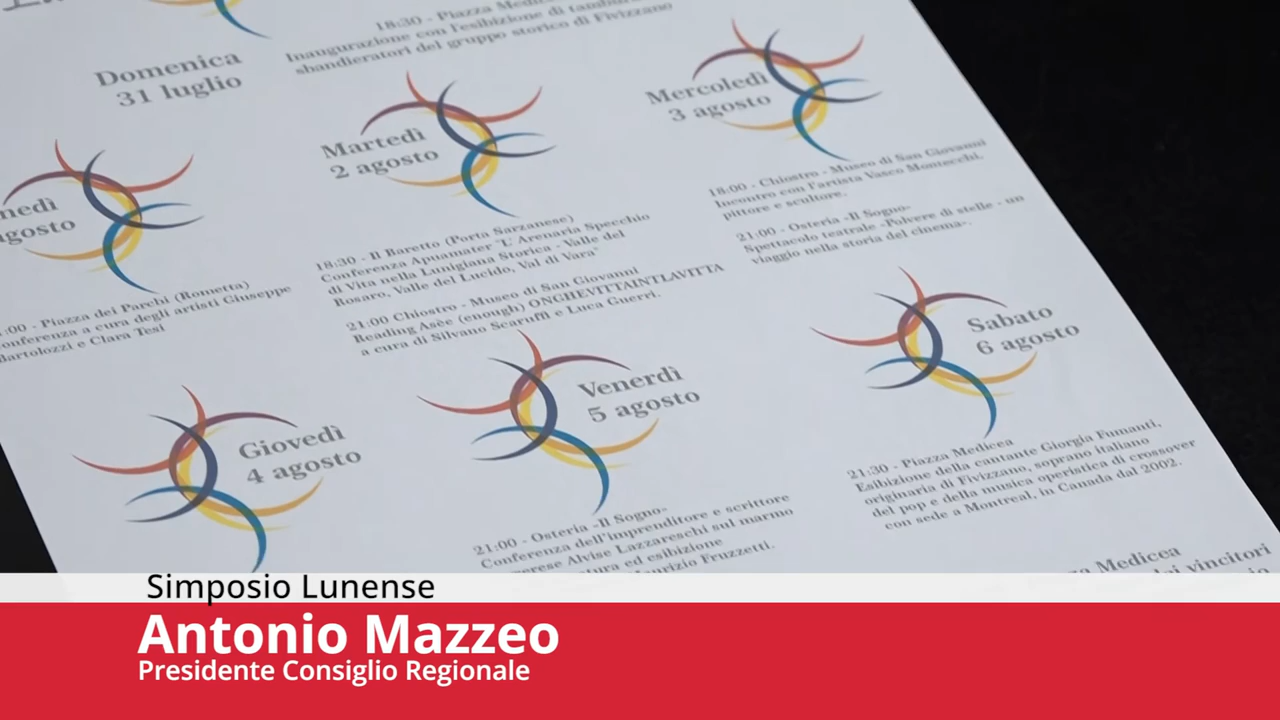 18:30 - Piazza
Inaugurazione con l'esibizione di
sbandieratori del gruppo storico di Fivizzano
Domenica
31 luglio
Piazza dei Parchi (Rometta)
a cura degli artisti Giuseppe
Bartolozzi e Clara Tesi
Martedì
2 agosto
18:30 - Il Baretto (Porta Sarzanese)
Conferenza Apuamater "L' Arenaria Specchio
di Vita nella Lunigiana Storica - Valle del
Rosaro, Valle del Lucido, Val di Vara"
21:00 Chiostro - Museo di San Giovanni
Reading Asèe (enough) ONGHEVITTAINTLAVITTA
a cura di Silvano Scaruffi e Luca Guerri.
Mercoledì
3 agosto
18:00 - Chiostro - Museo di San Giovanni
Incontro con l'artista Vasco Montecchi,
pittore e scultore.
21:00 - Osteria «Il Sogno»
Spettacolo teatrale «Polvere di stelle - un
viaggio nella storia del cinema».
Giovedì
4 agosto
Venerdì
5 agosto
21:00 - Osteria «Il Sogno»
Conferenza dell'imprenditore e scrittore
Alvise Lazzareschi sul marmo
ed esibizione
Fruzzetti.
Sabato
6 agosto
21:30 - Piazza Medicea
Esibizione della cantante Giorgia Fumanti,
originaria di Fivizzano, soprano italiano
del pop e della musica operistica di crossover
con sede a Montreal, in Canada dal 2002.
Medicea
vincitori
Simposio Lunense
Antonio Mazzeo
Presidente Consiglio Regionale